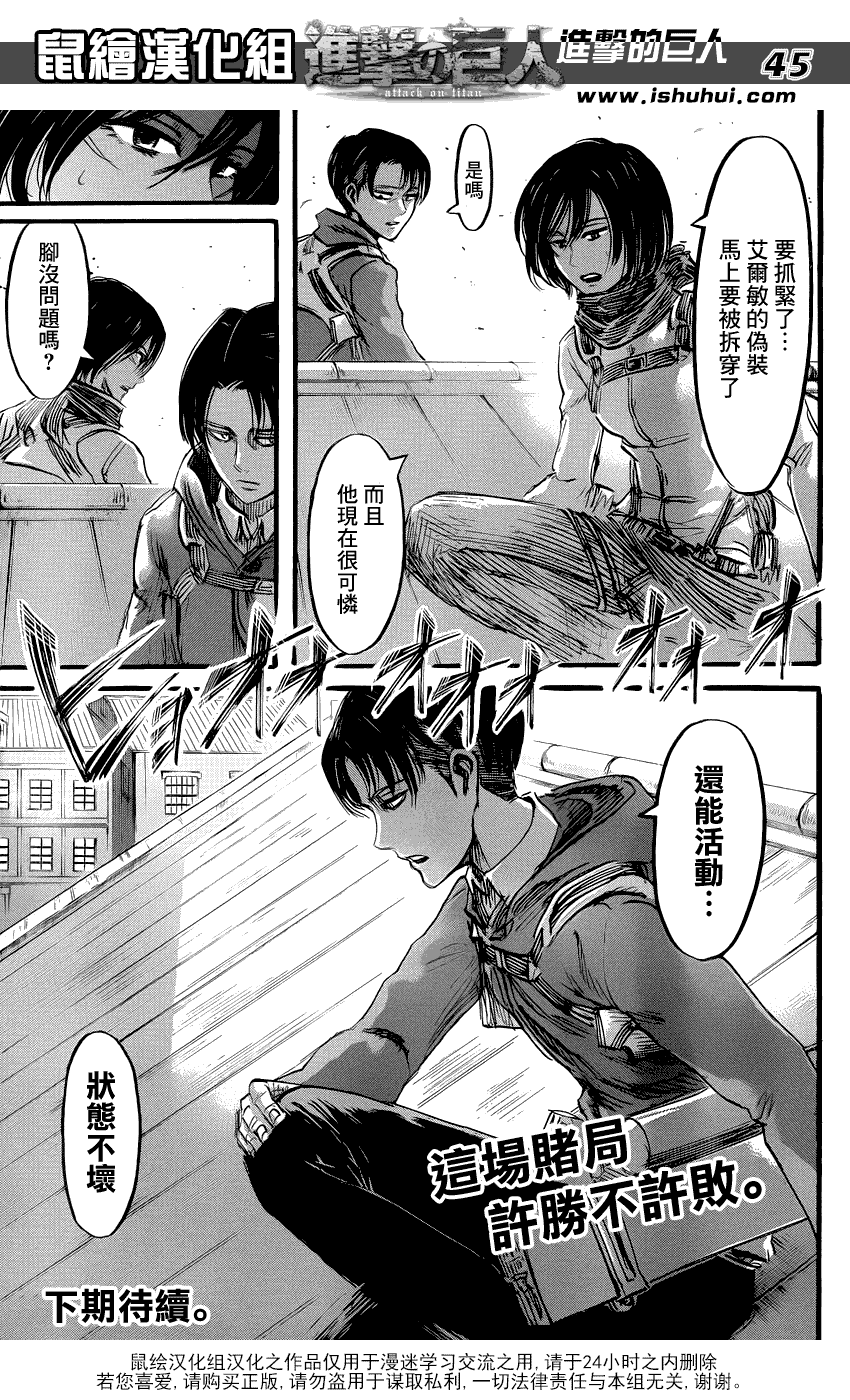 鼠繪漢化組
進撃の巨人
attack on titan
進擊的巨人
45
www.ishuhui.com
要抓緊了…
艾爾敏的偽裝
馬上要被拆穿了
是嗎
而且
他現在很可憐
腳沒問題嗎？
ビュオオオオオオ
還能活動…
狀態不壞
這場賭局
許勝不許敗。
下期待續。
鼠绘汉化组汉化之作品仅用于漫迷学习交流之用, 请于24小时之内删除
若您喜爱, 请购买正版, 请勿忽用于谋取私利, 一切法律责任与本组无关, 谢谢。